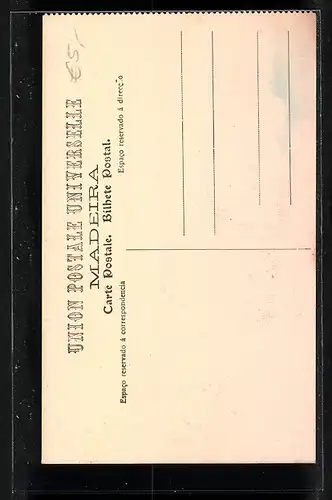 €5,-
UNION POSTALE UNIVERSELLE
MADEIRA
Carte Postale. Bilhete Postal.
Espaço reservado á correspondencia
Espaço reservado á direcção